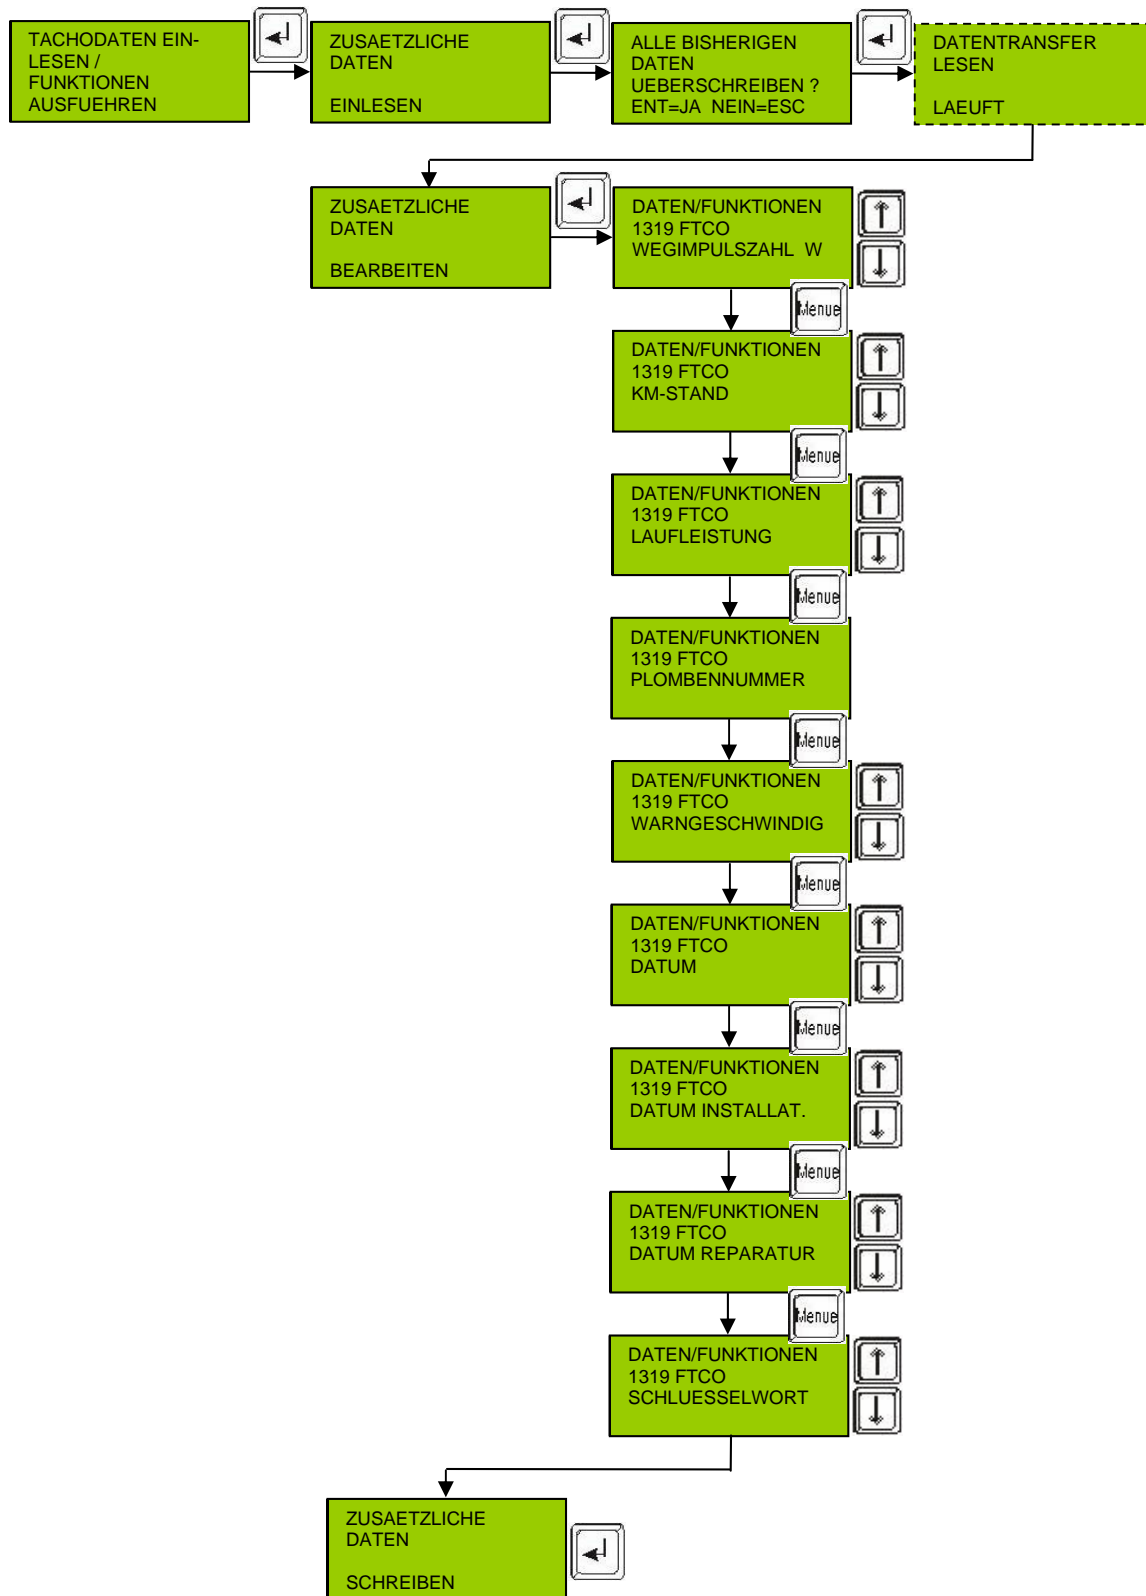 TACHODATEN EIN-
LESEN /
FUNKTIONEN
AUSFUEHREN
ZUSAETZLICHE
DATEN
EINLESEN
ALLE BISHERIGEN
DATEN
UEBERSCHREIBEN ?
ENT=JA NEIN=ESC
DATENTRANSFER
LESEN
LAEUFT
ZUSAETZLICHE
DATEN
BEARBEITEN
DATEN/FUNKTIONEN
1319 FTCO
WEGIMPULSZAHL W
Menue
DATEN/FUNKTIONEN
1319 FTCO
KM-STAND
Menue
DATEN/FUNKTIONEN
1319 FTCO
LAUFLEISTUNG
Menue
DATEN/FUNKTIONEN
1319 FTCO
PLOMBENNUMMER
Menue
DATEN/FUNKTIONEN
1319 FTCO
WARNGESCHWINDIG
Menue
DATEN/FUNKTIONEN
1319 FTCO
DATUM
Menue
DATEN/FUNKTIONEN
1319 FTCO
DATUM INSTALLAT.
Menue
DATEN/FUNKTIONEN
1319 FTCO
DATUM REPARATUR
Menue
DATEN/FUNKTIONEN
1319 FTCO
SCHLUESSELWORT
ZUSAETZLICHE
DATEN
SCHREIBEN